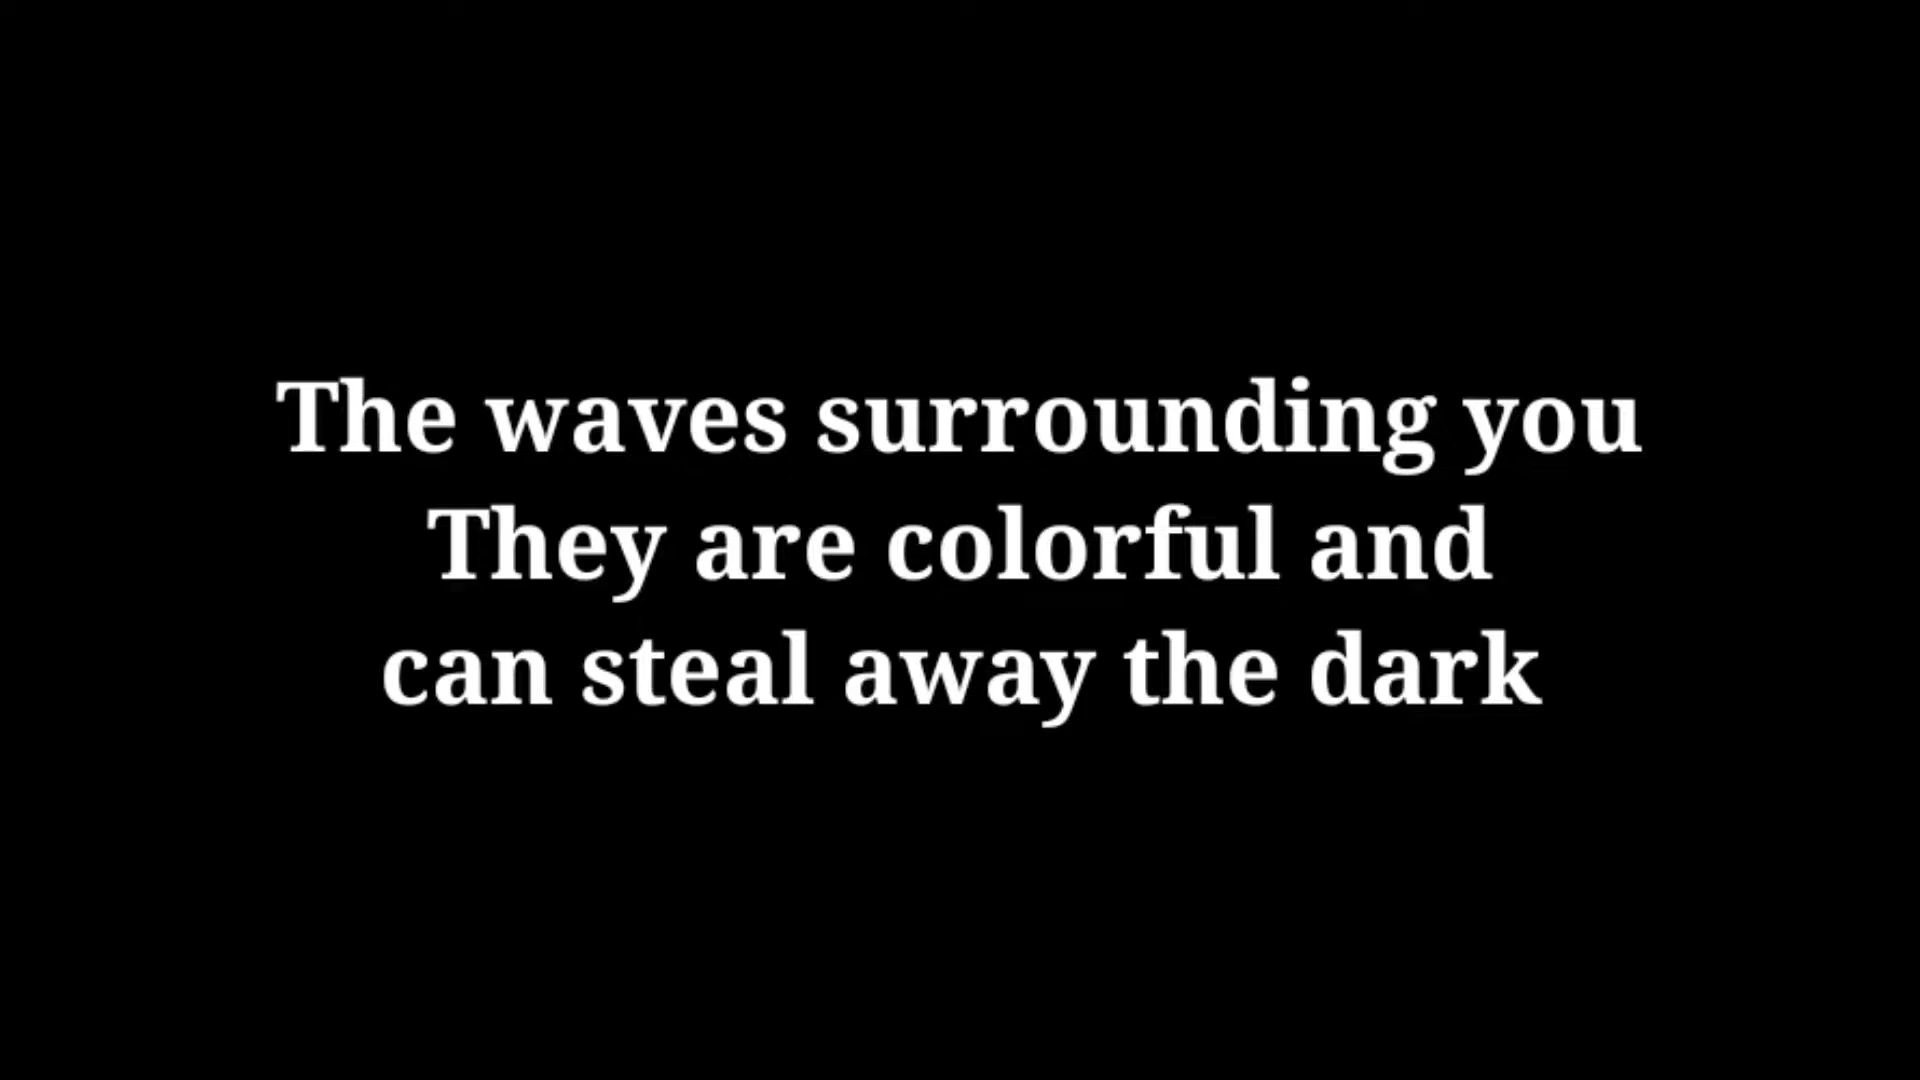 The waves surrounding you
They are colorful and
can steal away the dark